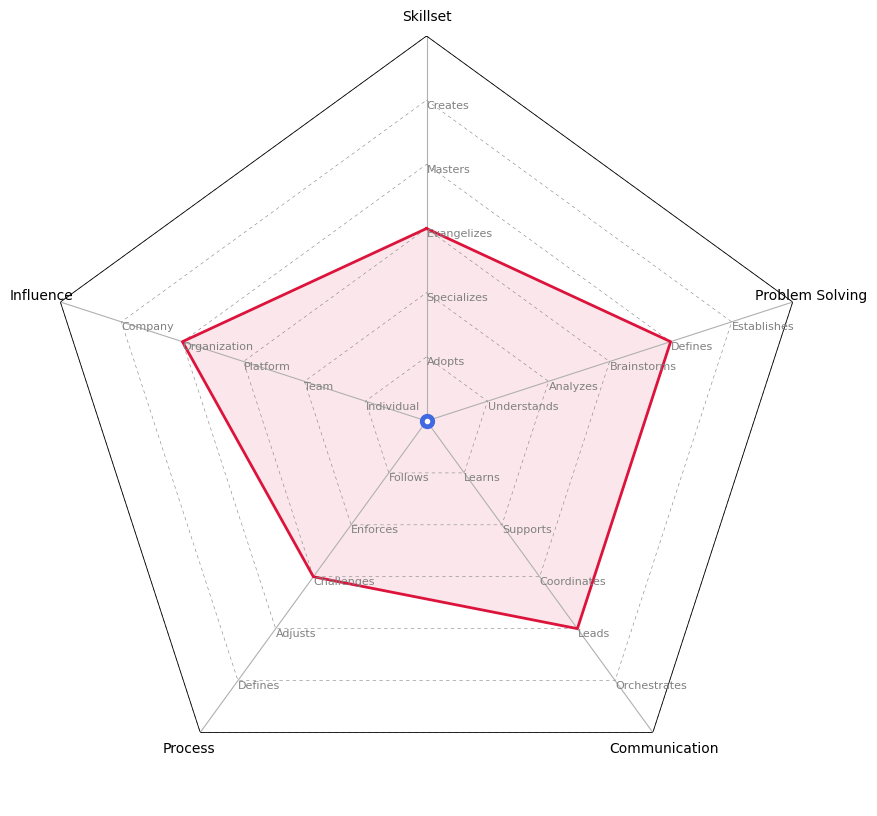 Skillset
Creates
Masters
Evangelizes
Specializes
Adopts
Influence
Company
Organization
Platform
Team
Individual
Problem Solving
Establishes
Defines
Brainstorms
Analyzes
Understands
Follows
Enforces
Challenges
Adjusts
Defines
Process
Learns
Supports
Coordinates
Leads
Orchestrates
Communication